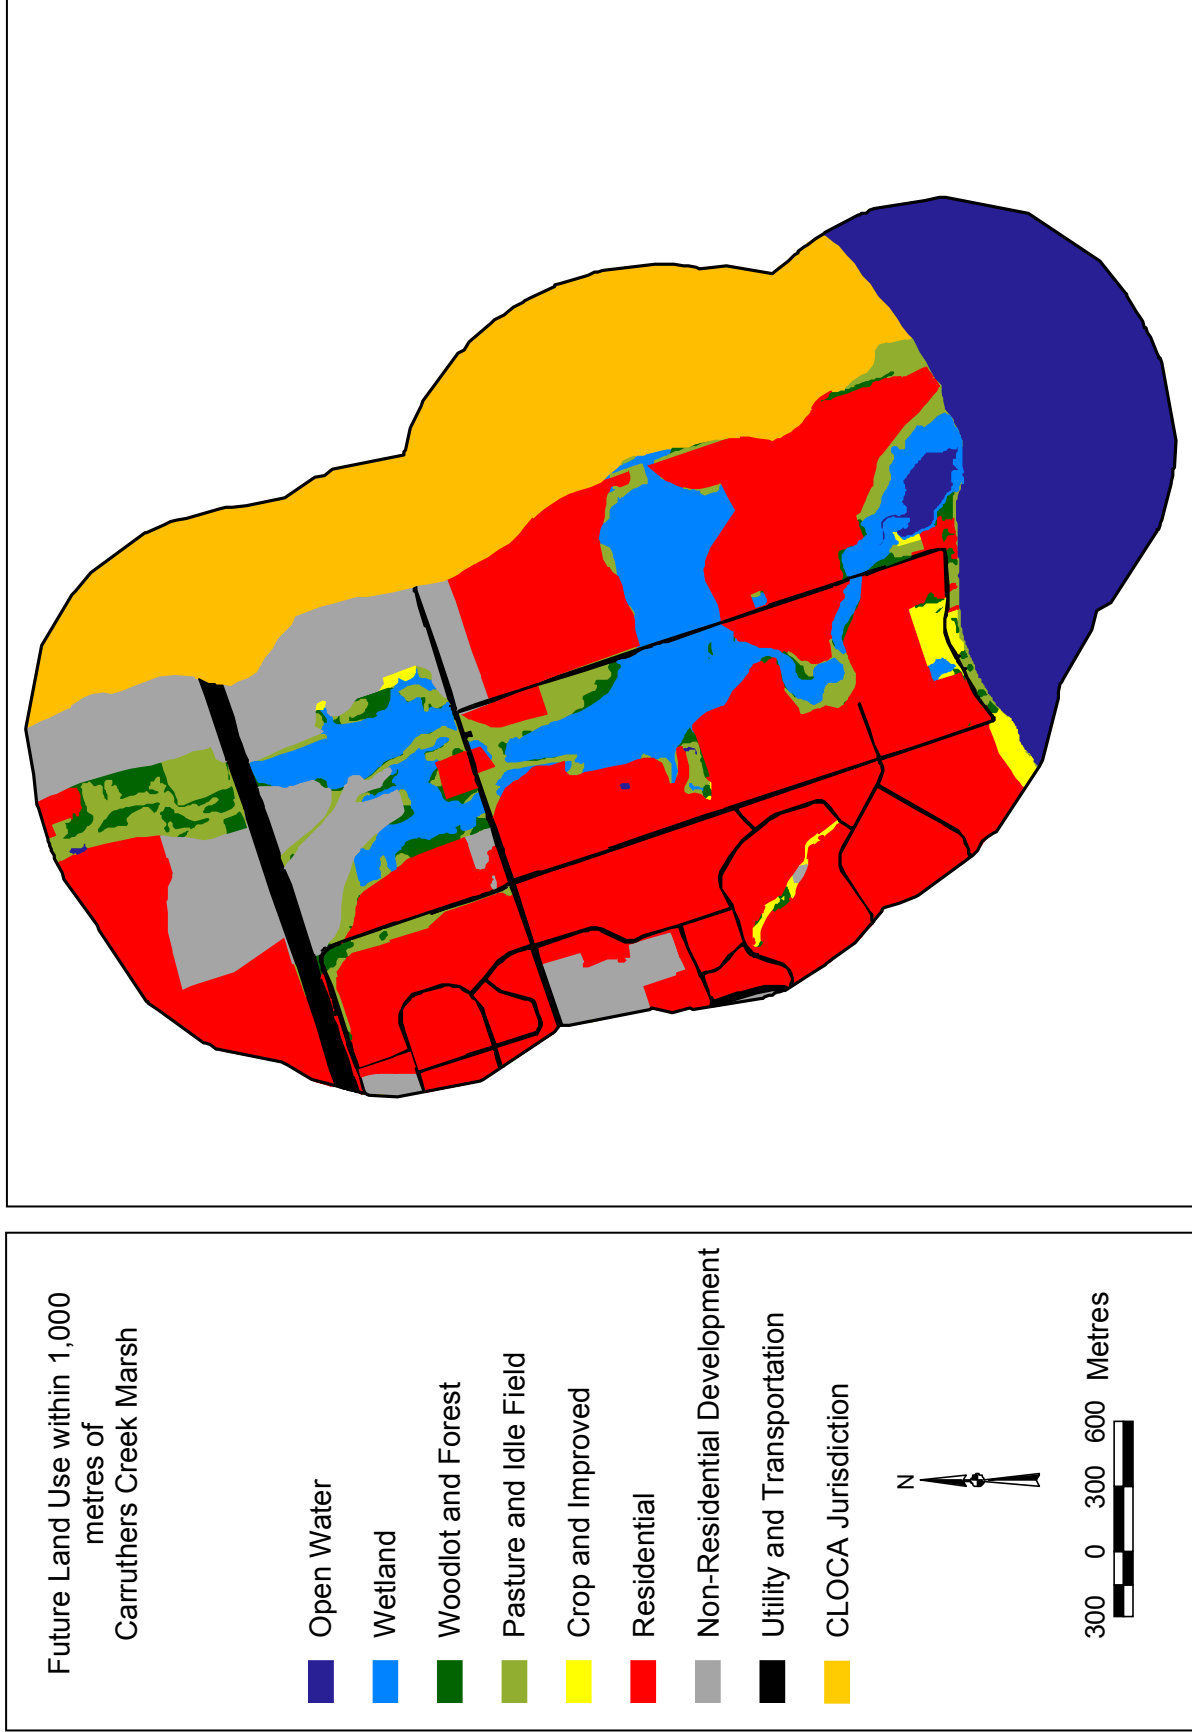 Future Land Use within 1,000
metres of
Carruthers Creek Marsh
Open Water
Wetland
Woodlot and Forest
Pasture and Idle Field
Crop and Improved
Residential
Non-Residential Development
Utility and Transportation
CLOCA Jurisdiction
N
300 0 300 600 Metres